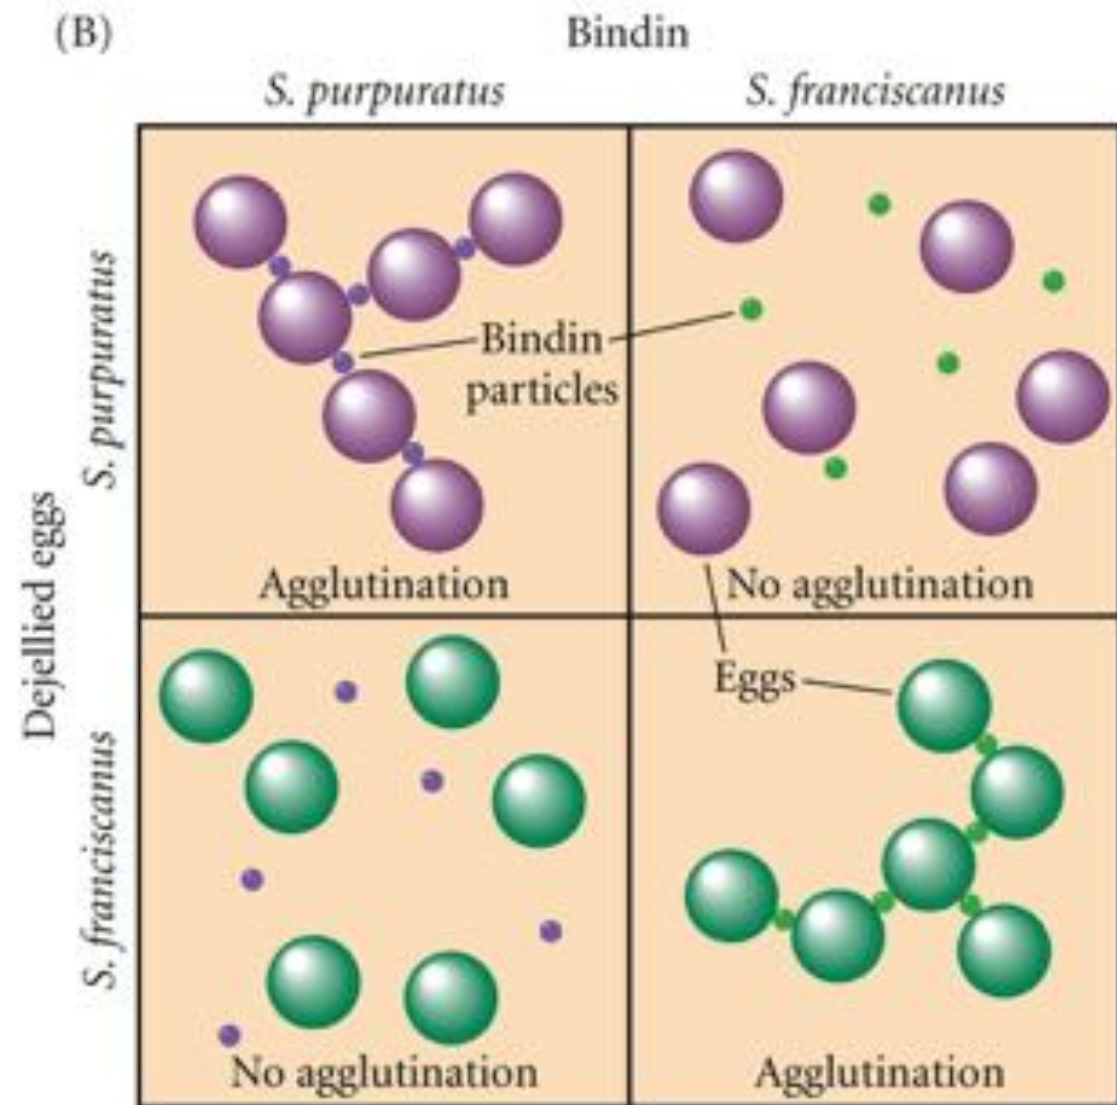 (B)
Bindin
S. purpuratus
S. franciscanus
Dejellied eggs
S. purpuratus
Bindin
particles
Agglutination
No agglutination
S. franciscanus
Eggs
No agglutination
Agglutination